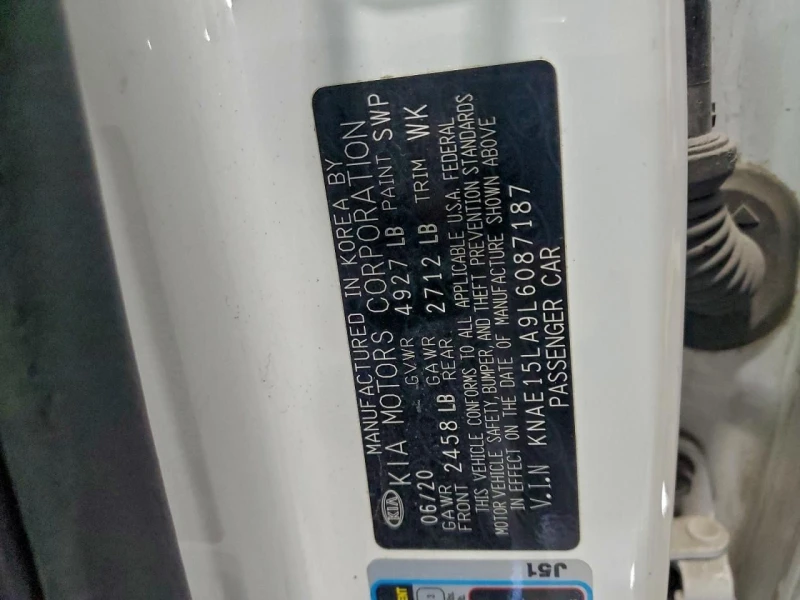 MANUFACTURED IN KOREA BY
KIA KIA MOTORS CORPORATION
06/20 GVWR 4927 LB PAINT SWP
GAWR FRONT 2458 LB GAWR REAR 2712 LB TRIM WK
THIS VEHICLE CONFORMS TO ALL APPLICABLE U.S.A. FEDERAL
MOTOR VEHICLE SAFETY, BUMPER, AND THEFT PREVENTION STANDARDS
IN EFFECT ON THE DATE OF MANUFACTURE SHOWN ABOVE
V.I.N KNAE15LA9L6087187
PASSENGER CAR
J51